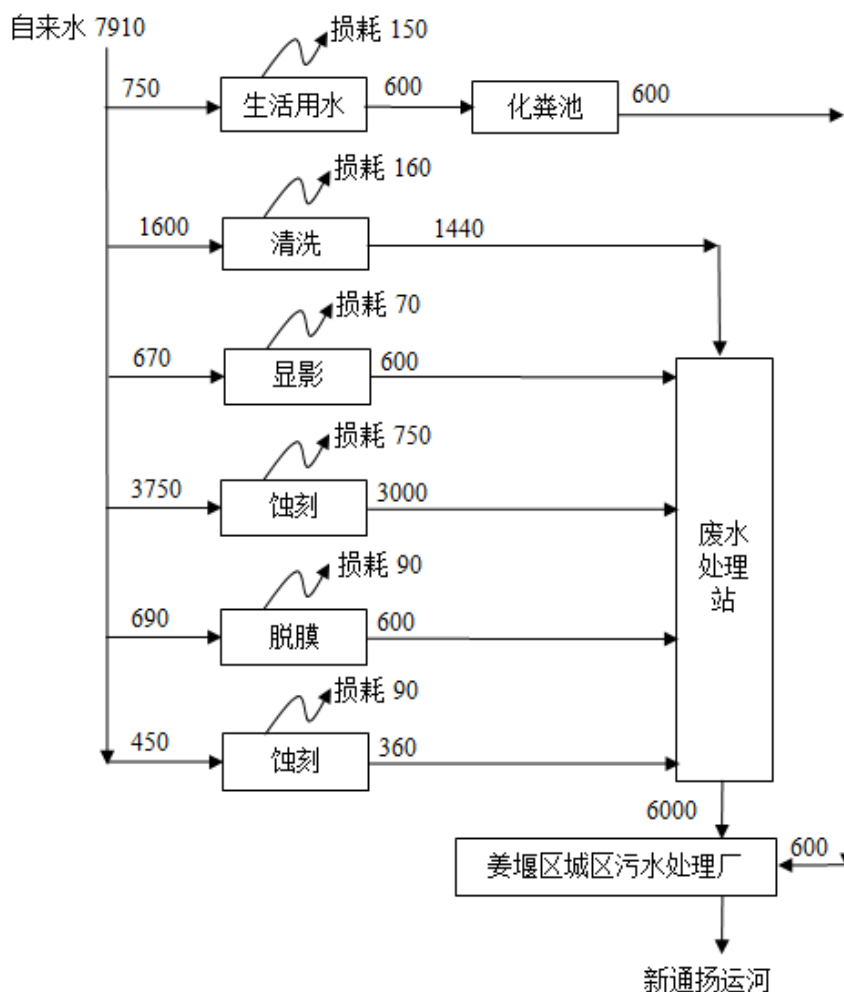 自来水 7910
损耗 150
750
生活用水
600
化粪池
600
损耗 160
1600
清洗
1440
损耗 70
670
显影
600
损耗 750
3750
蚀刻
3000
废水
处理
站
损耗 90
690
脱膜
600
损耗 90
450
蚀刻
360
6000
姜堰区城区污水处理厂
600
新通扬运河